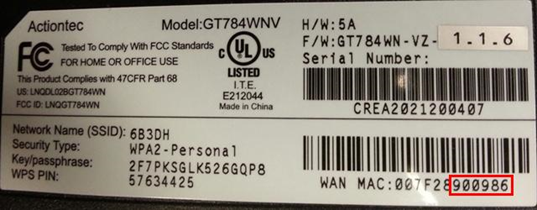 Actiontec
Model:GT784WNV
FC
Tested To Comply With FCC Standards
FOR HOME OR OFFICE USE
This Product Complies with 47CFR Part 68
US: LNQDL02BGT784WN
FCC ID: LNQGT784WN
C UL US
LISTED
I.T.E.
E212044
Made in China
H/W:5A
F/W:GT784WN-VZ-1.1.6
Serial Number:
CREA2021200407
Network Name (SSID): 6B3DH
Security Type: WPA2-Personal
Key/passphrase: 2F7PKSGLK526GQP8
WPS PIN: 57634425
WAN MAC:007F28900986